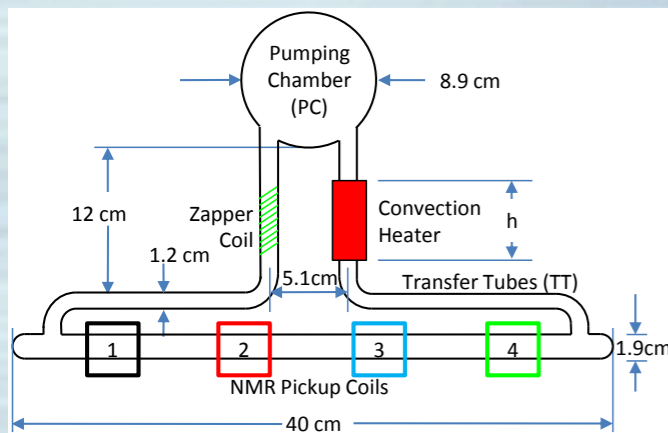 Pumping
Chamber
(PC)
8.9 cm
12 cm
Zapper
Coil
Convection
Heater
h
1.2 cm
5.1cm
Transfer Tubes (TT)
1
2
3
4
1.9cm
NMR Pickup Coils
40 cm